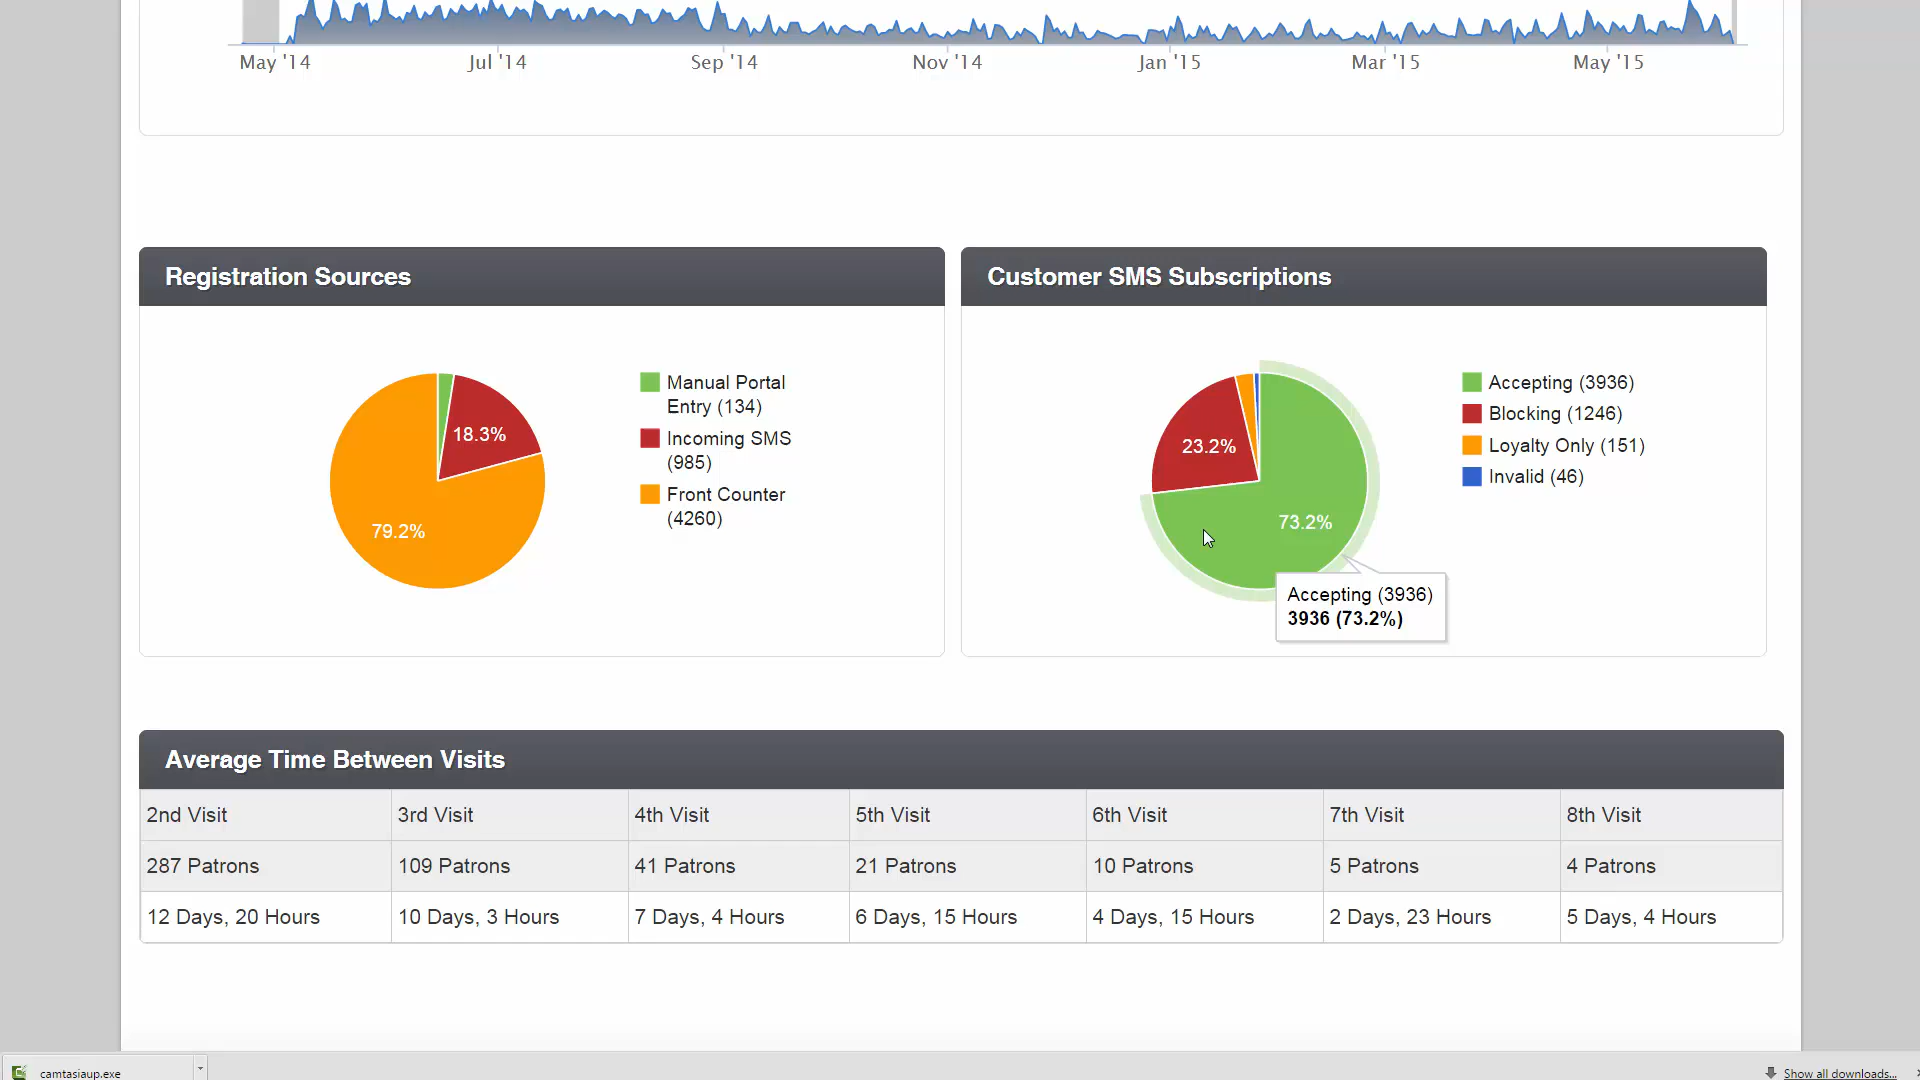 May '14 Jul '14 Sep '14 Nov '14 Jan '15 Mar '15 May '15
Registration Sources
18.3%
79.2%
Manual Portal
Entry (134)
Incoming SMS
(985)
Front Counter
(4260)
Customer SMS Subscriptions
23.2%
73.2%
Accepting (3936)
Blocking (1246)
Loyalty Only (151)
Invalid (46)
Accepting (3936)
3936 (73.2%)
Average Time Between Visits
2nd Visit 3rd Visit 4th Visit 5th Visit 6th Visit 7th Visit 8th Visit
287 Patrons 109 Patrons 41 Patrons 21 Patrons 10 Patrons 5 Patrons 4 Patrons
12 Days, 20 Hours 10 Days, 3 Hours 7 Days, 4 Hours 6 Days, 15 Hours 4 Days, 15 Hours 2 Days, 23 Hours 5 Days, 4 Hours
camtasiaup.exe Show all downloads...